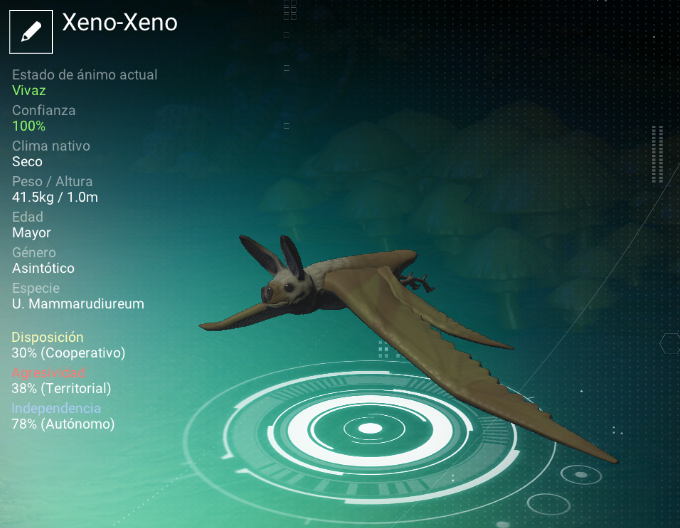 Xeno-Xeno
Estado de ánimo actual
Vivaz
Confianza
100%
Clima nativo
Seco
Peso / Altura
41.5kg / 1.0m
Edad
Mayor
Género
Asintótico
Especie
U. Mammarudiureum
Disposición
30% (Cooperativo)
Agresividad
38% (Territorial)
Independencia
78% (Autónomo)